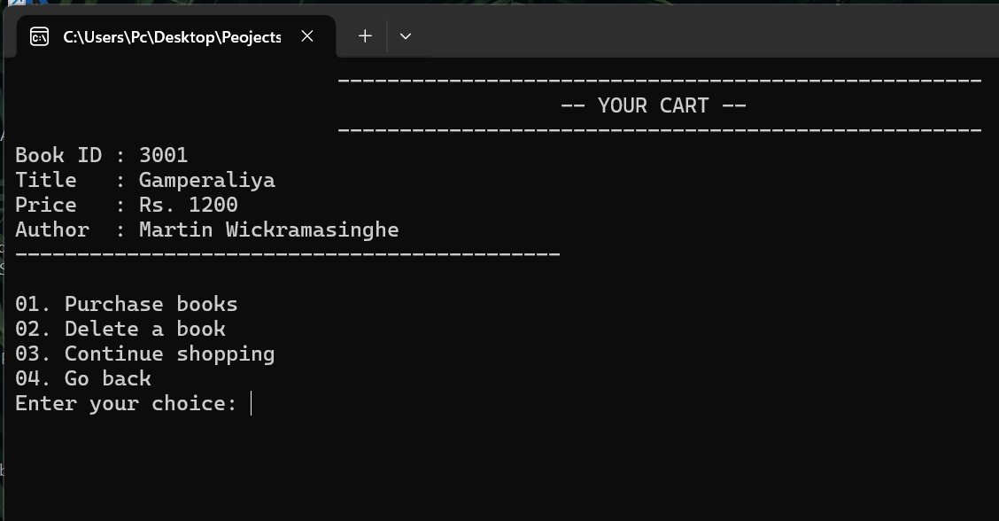 C:\Users\Pc\Desktop\Peojects
--------------------------------------------------
-- YOUR CART --
--------------------------------------------------
Book ID : 3001
Title   : Gamperaliya
Price   : Rs. 1200
Author  : Martin Wickramasinghe
--------------------------------------------
01. Purchase books
02. Delete a book
03. Continue shopping
04. Go back
Enter your choice: